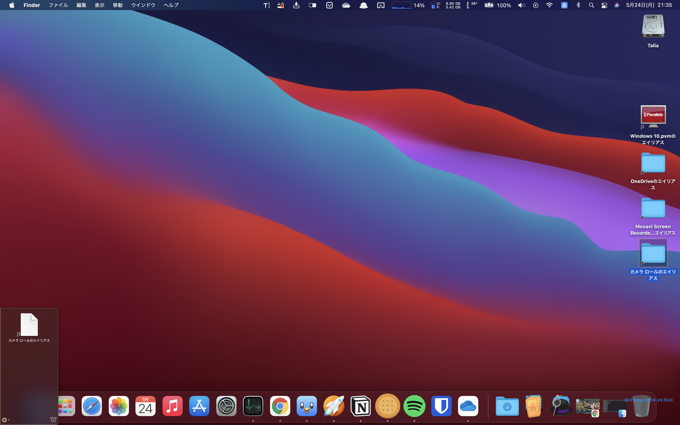 Finder ファイル 編集 表示 移動 ウインドウ ヘルプ
14%
100%
5月24日(月) 21:35
Talia
Parallels
Windows 10.pvmのエイリアス
OneDriveのエイリアス
Movavi Screen Recorde...エイリアス
カメラ ロールのエイリアス
カメラ ロールのエイリアス
5月
24